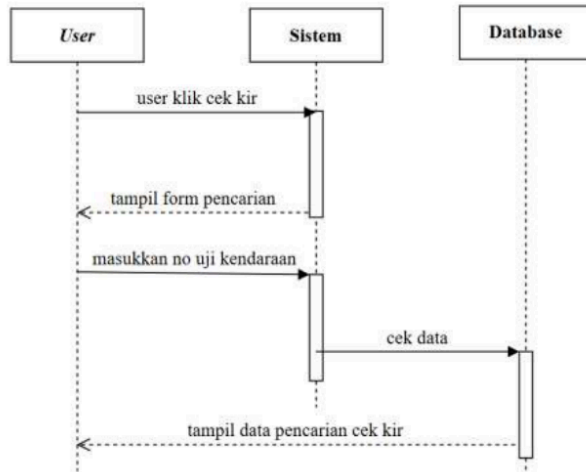 User
Sistem
Database
user klik cek kir
tampil form pencarian
masukkan no uji kendaraan
cek data
tampil data pencarian cek kir